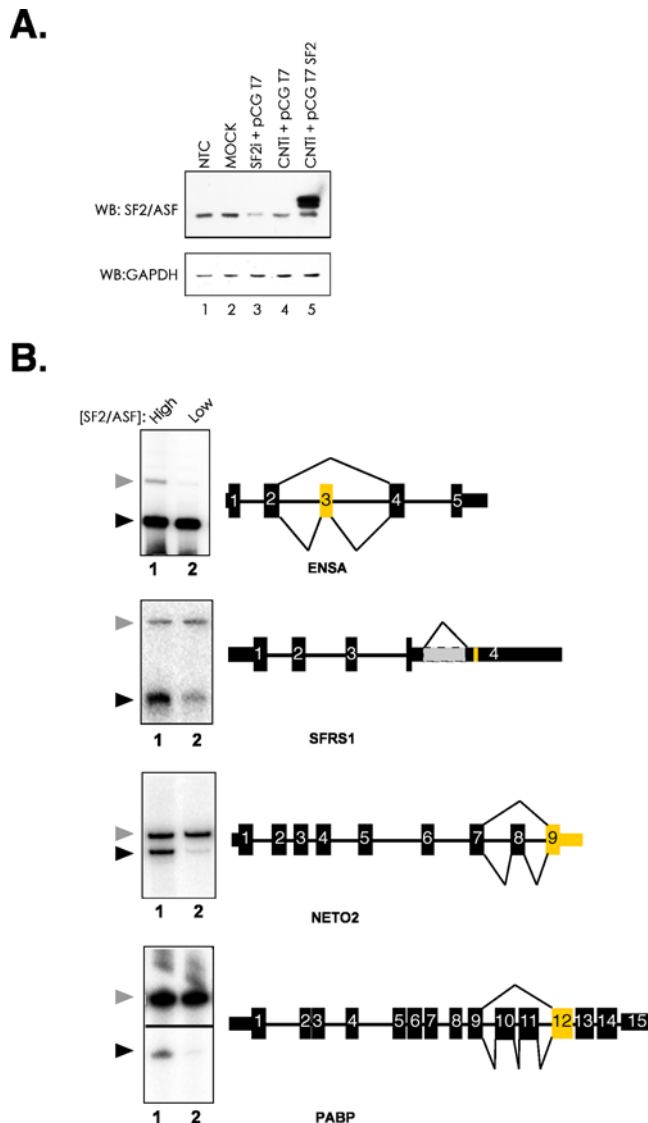 A.
NTC
MOCK
SF2i + pCG T7
CNTi + pCG T7
CNTi + pCG T7 SF2
WB: SF2/ASF
WB:GAPDH
1 2 3 4 5
B.
[SF2/ASF]: High Low
1 2 3 4 5
1 2
ENSA
1 2 3 4
1 2
SFRS1
1 2 3 4 5 6 7 8 9
1 2
NETO2
1 2 3 4 5 6 7 8 9 10 11 12 13 14 15
1 2
PABP